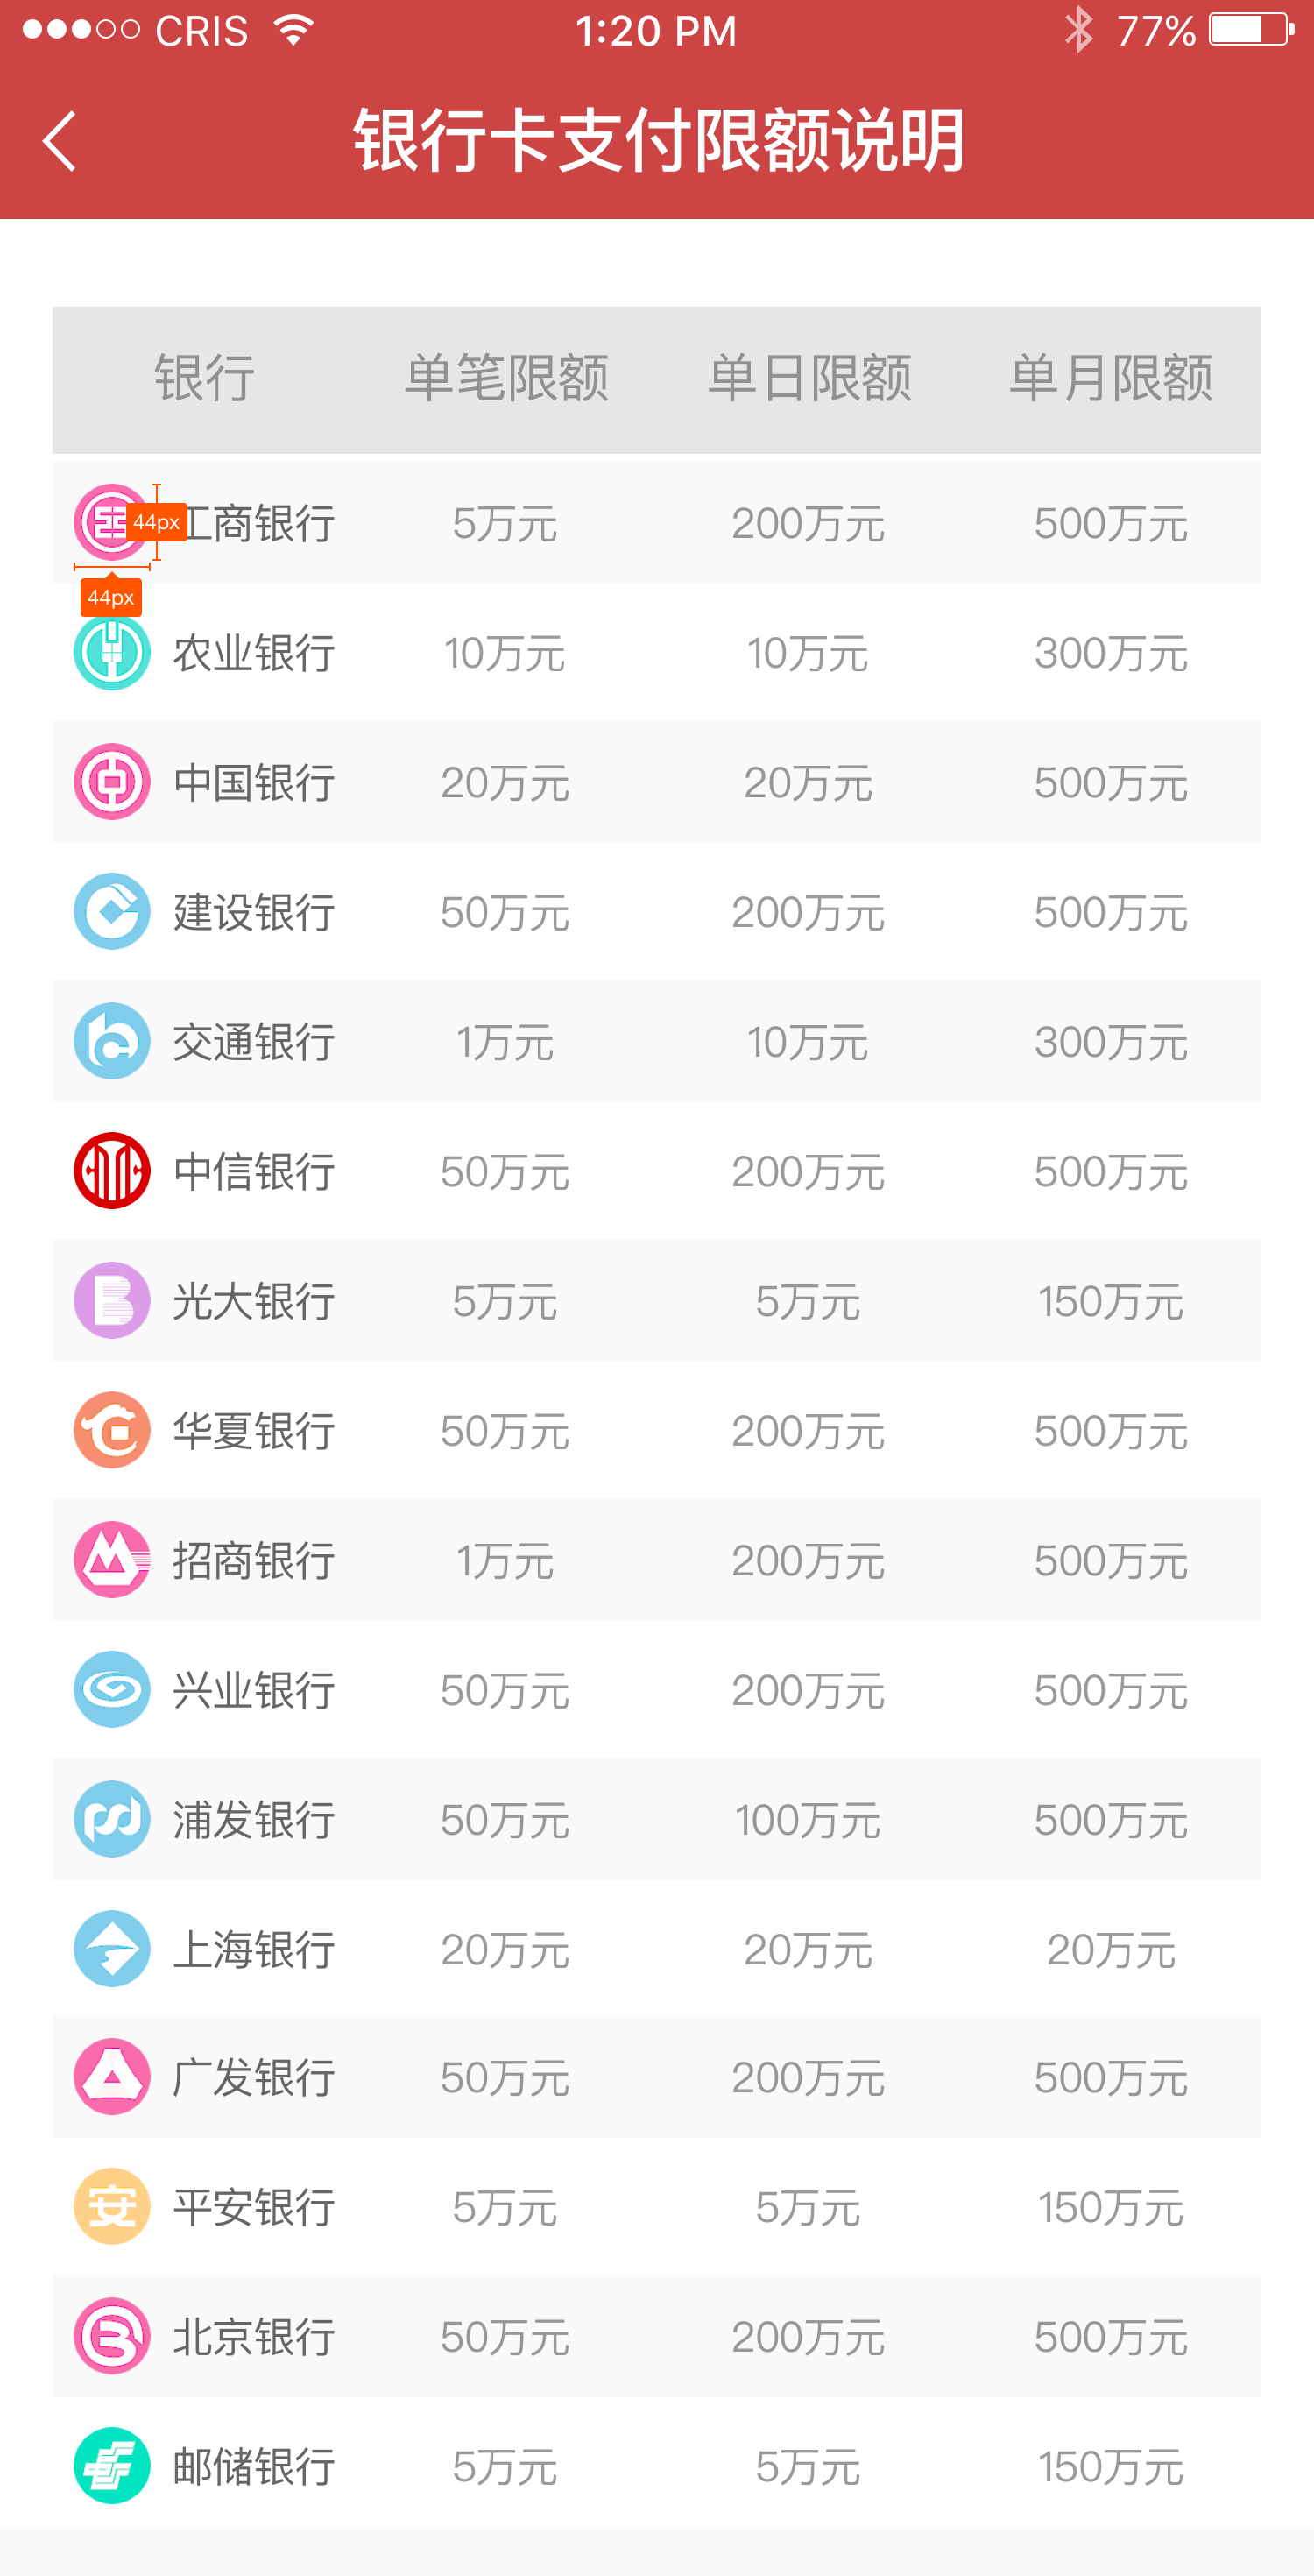 CRIS 1:20 PM 77%
银行卡支付限额说明
银行 单笔限额 单日限额 单月限额
44px 工商银行 5万元 200万元 500万元
44px
农业银行 10万元 10万元 300万元
中国银行 20万元 20万元 500万元
建设银行 50万元 200万元 500万元
交通银行 1万元 10万元 300万元
中信银行 50万元 200万元 500万元
光大银行 5万元 5万元 150万元
华夏银行 50万元 200万元 500万元
招商银行 1万元 200万元 500万元
兴业银行 50万元 200万元 500万元
浦发银行 50万元 100万元 500万元
上海银行 20万元 20万元 20万元
广发银行 50万元 200万元 500万元
安 平安银行 5万元 5万元 150万元
北京银行 50万元 200万元 500万元
邮储银行 5万元 5万元 150万元